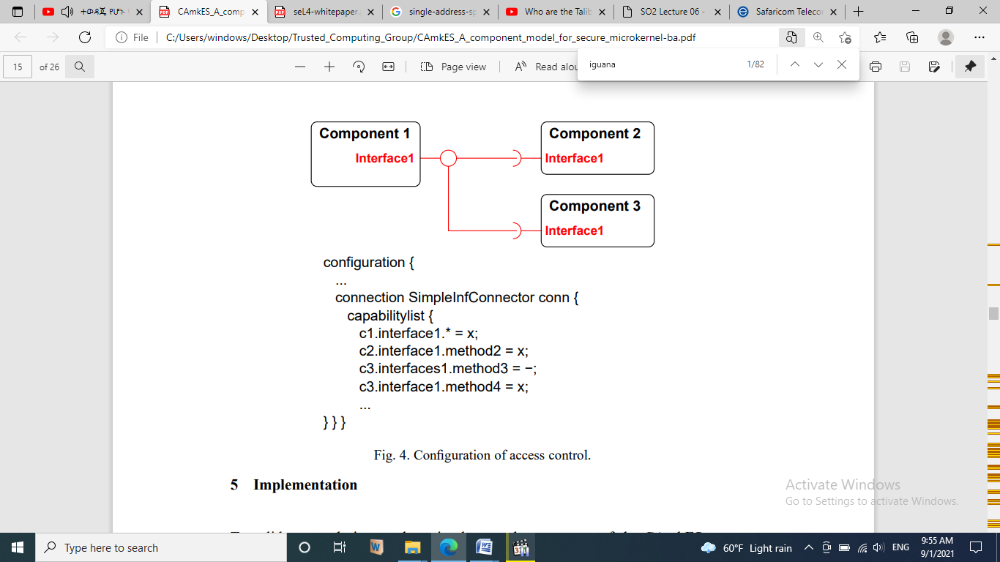 ተወዳጇ የሆነ
CAmkES_A_comp
seL4-whitepaper.
single-address-sp
Who are the Talib
SO2 Lecture 06 -
Safaricom Teleco
File
C:/Users/windows/Desktop/Trusted_Computing_Group/CAmkES_A_component_model_for_secure_microkernel-ba.pdf
15 of 26
Page view
Read alou
iguana
1/82
Component 1
Interface1
Component 2
Interface1
Component 3
Interface1
configuration {
...
connection SimpleInfConnector conn {
capabilitylist {
c1.interface1.* = x;
c2.interface1.method2 = x;
c3.interfaces1.method3 = −;
c3.interface1.method4 = x;
...
} } }
Fig. 4. Configuration of access control.
5 Implementation
Activate Windows
Go to Settings to activate Windows.
Type here to search
60°F Light rain
ENG
9:55 AM
9/1/2021